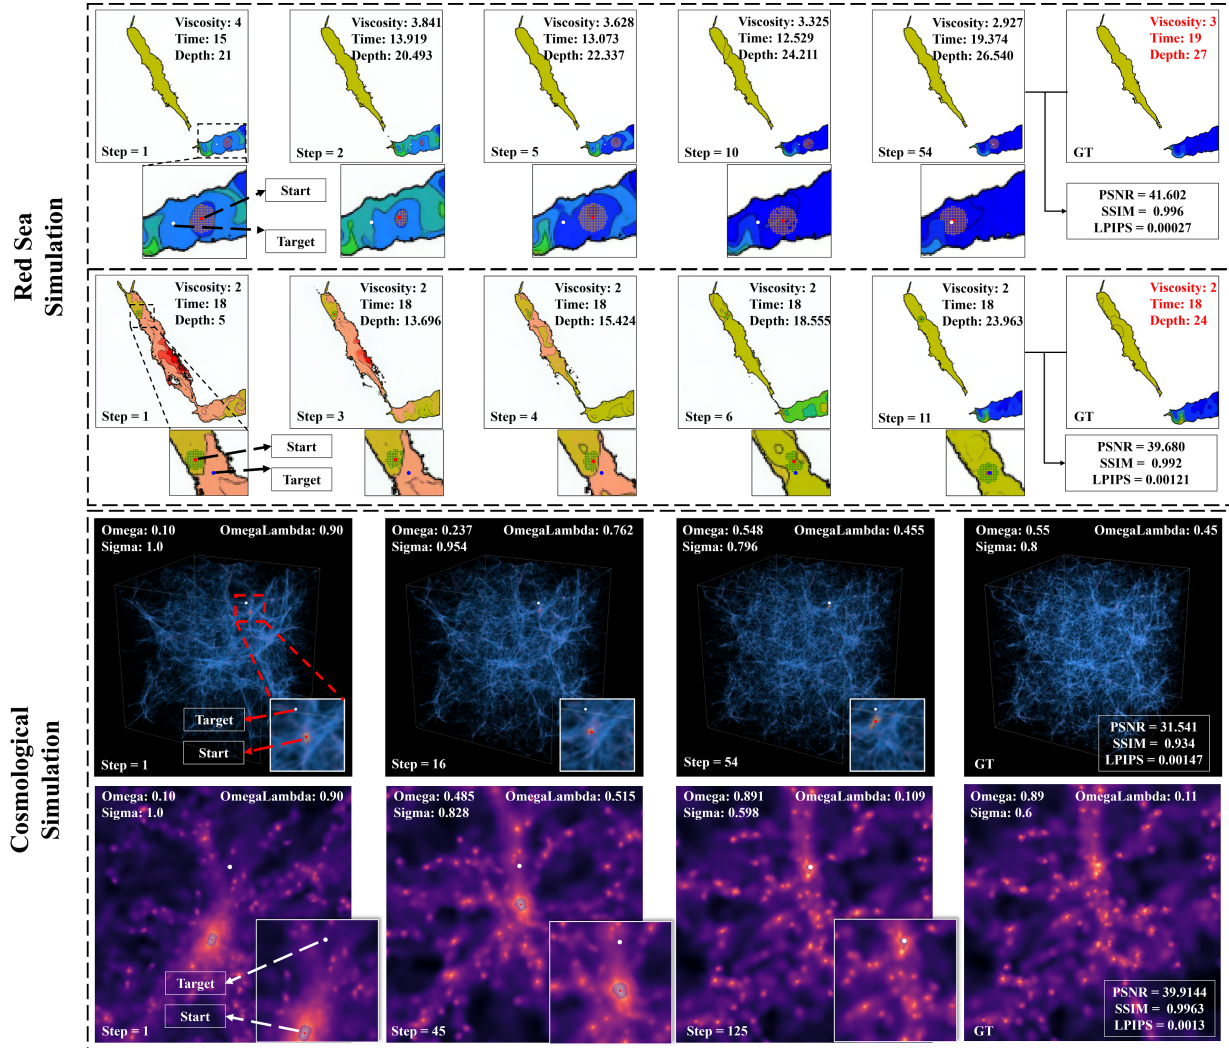 Red Sea
Simulation
Viscosity: 4
Time: 15
Depth: 21
Step = 1
Viscosity: 3.841
Time: 13.919
Depth: 20.493
Step = 2
Viscosity: 3.628
Time: 13.073
Depth: 22.337
Step = 5
Viscosity: 3.325
Time: 12.529
Depth: 24.211
Step = 10
Viscosity: 2.927
Time: 19.374
Depth: 26.540
Step = 54
Viscosity: 3
Time: 19
Depth: 27
GT
Start
Target
PSNR = 41.602
SSIM = 0.996
LPIPS = 0.00027
Viscosity: 2
Time: 18
Depth: 5
Step = 1
Viscosity: 2
Time: 18
Depth: 13.696
Step = 3
Viscosity: 2
Time: 18
Depth: 15.424
Step = 4
Viscosity: 2
Time: 18
Depth: 18.555
Step = 6
Viscosity: 2
Time: 18
Depth: 23.963
Step = 11
Viscosity: 2
Time: 18
Depth: 24
GT
Start
Target
PSNR = 39.680
SSIM = 0.992
LPIPS = 0.00121
Cosmological
Simulation
Omega: 0.10 OmegaLambda: 0.90
Sigma: 1.0
Target
Start
Step = 1
Omega: 0.237 OmegaLambda: 0.762
Sigma: 0.954
Step = 16
Omega: 0.548 OmegaLambda: 0.455
Sigma: 0.796
Step = 54
Omega: 0.55 OmegaLambda: 0.45
Sigma: 0.8
PSNR = 31.541
SSIM = 0.934
LPIPS = 0.00147
GT
Omega: 0.10 OmegaLambda: 0.90
Sigma: 1.0
Target
Start
Step = 1
Omega: 0.485 OmegaLambda: 0.515
Sigma: 0.828
Step = 45
Omega: 0.891 OmegaLambda: 0.109
Sigma: 0.598
Step = 125
Omega: 0.89 OmegaLambda: 0.11
Sigma: 0.6
PSNR = 39.9144
SSIM = 0.9963
LPIPS = 0.0013
GT